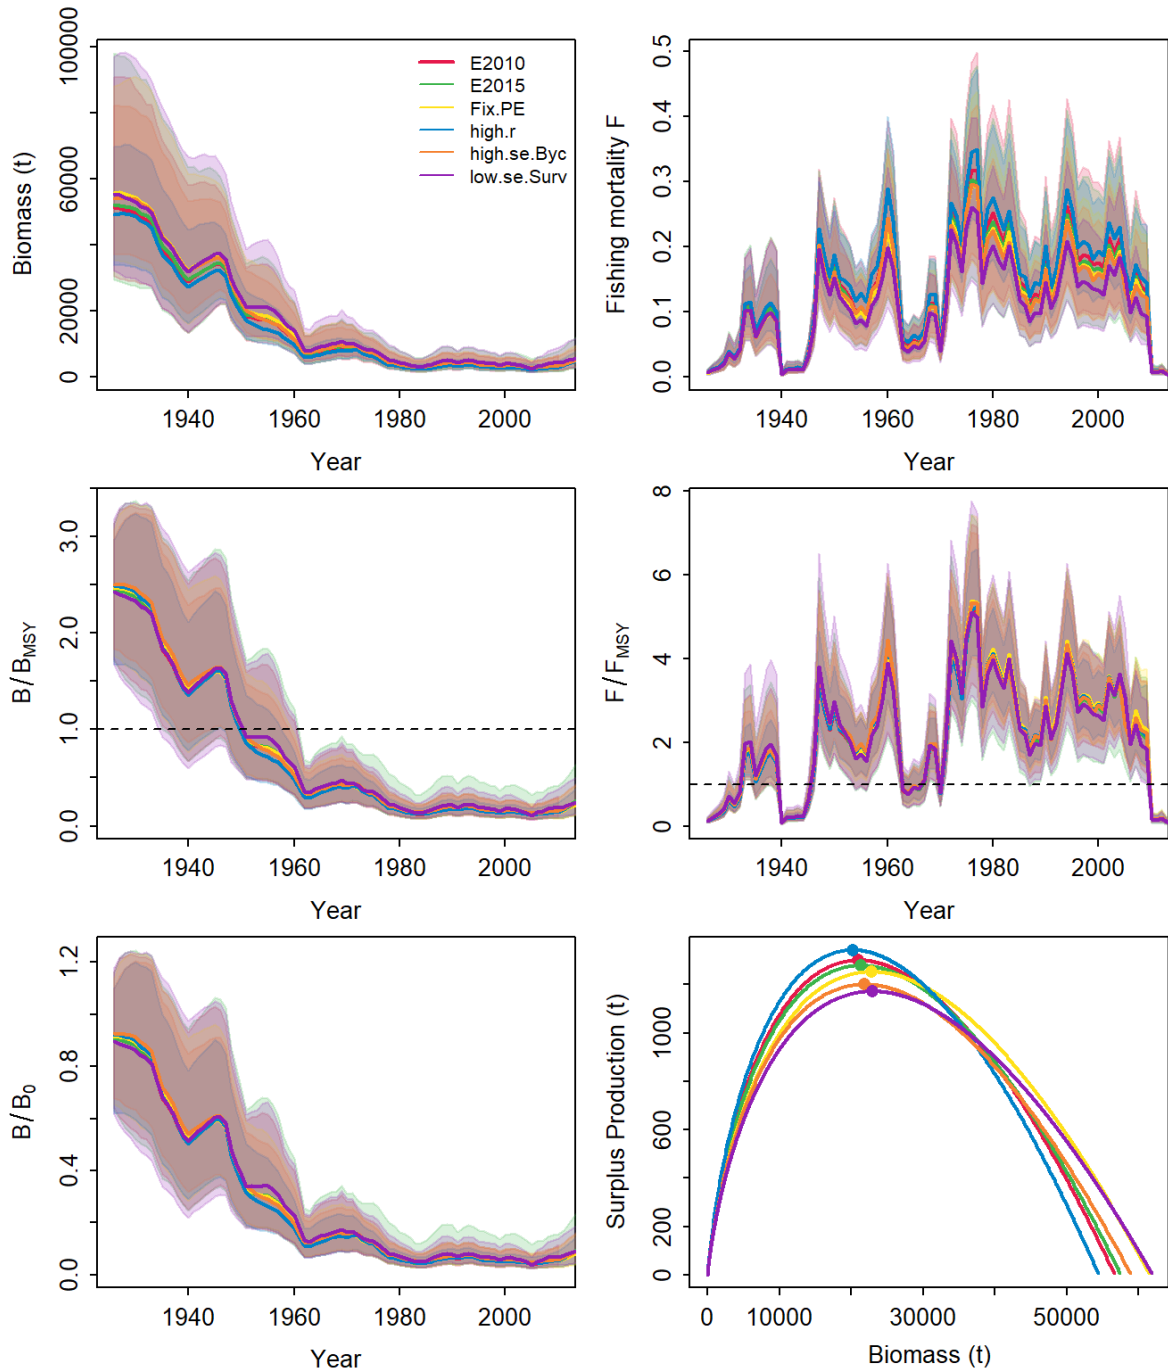 Biomass (t)
0 20000 60000 100000
E2010
E2015
Fix.PE
high.r
high.se.Byc
low.se.Surv
1940 1960 1980 2000
Year
Fishing mortality F
0.0 0.1 0.2 0.3 0.4 0.5
1940 1960 1980 2000
Year
B/BMSY
0.0 1.0 2.0 3.0
1940 1960 1980 2000
Year
F/FMSY
0 2 4 6 8
1940 1960 1980 2000
Year
B/B0
0.0 0.4 0.8 1.2
1940 1960 1980 2000
Year
Surplus Production (t)
0 200 600 1000
0 10000 30000 50000
Biomass (t)